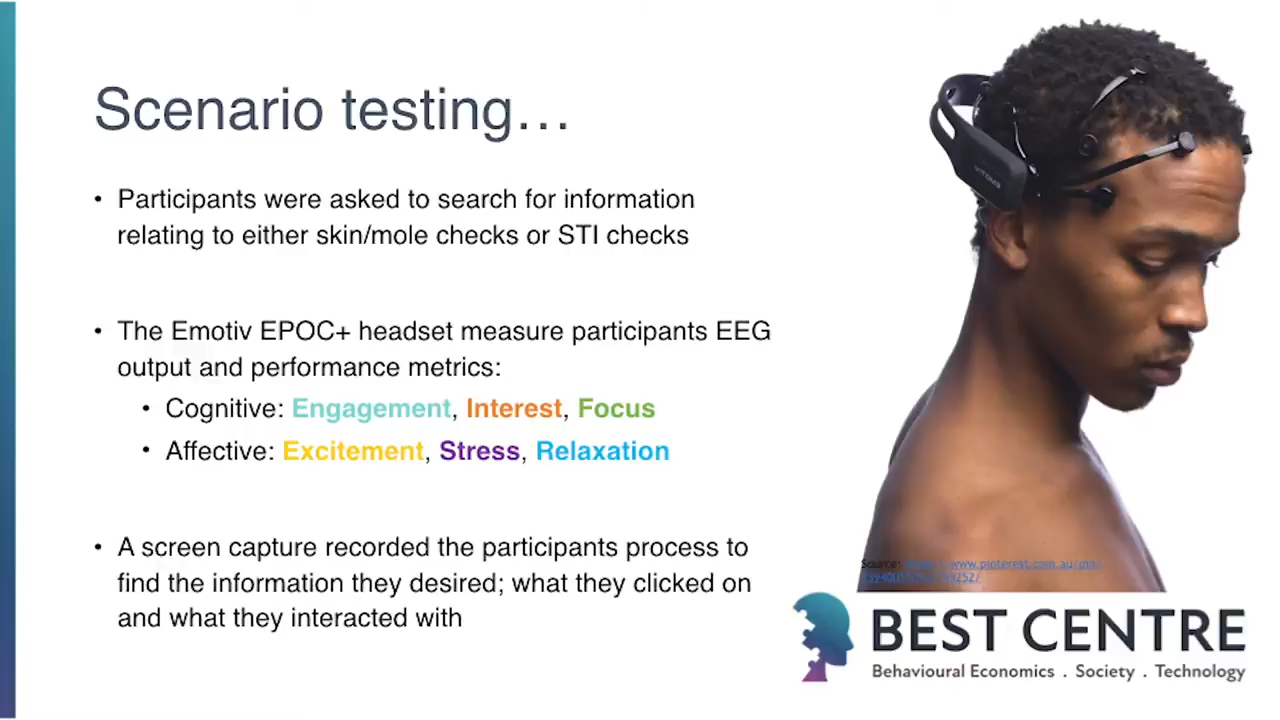 Scenario testing…
• Participants were asked to search for information
relating to either skin/mole checks or STI checks
• The Emotiv EPOC+ headset measure participants EEG
output and performance metrics:
• Cognitive: Engagement, Interest, Focus
• Affective: Excitement, Stress, Relaxation
• A screen capture recorded the participants process to
find the information they desired; what they clicked on
and what they interacted with
EMOTIV
Source:
BEST CENTRE
Behavioural Economics . Society . Technology